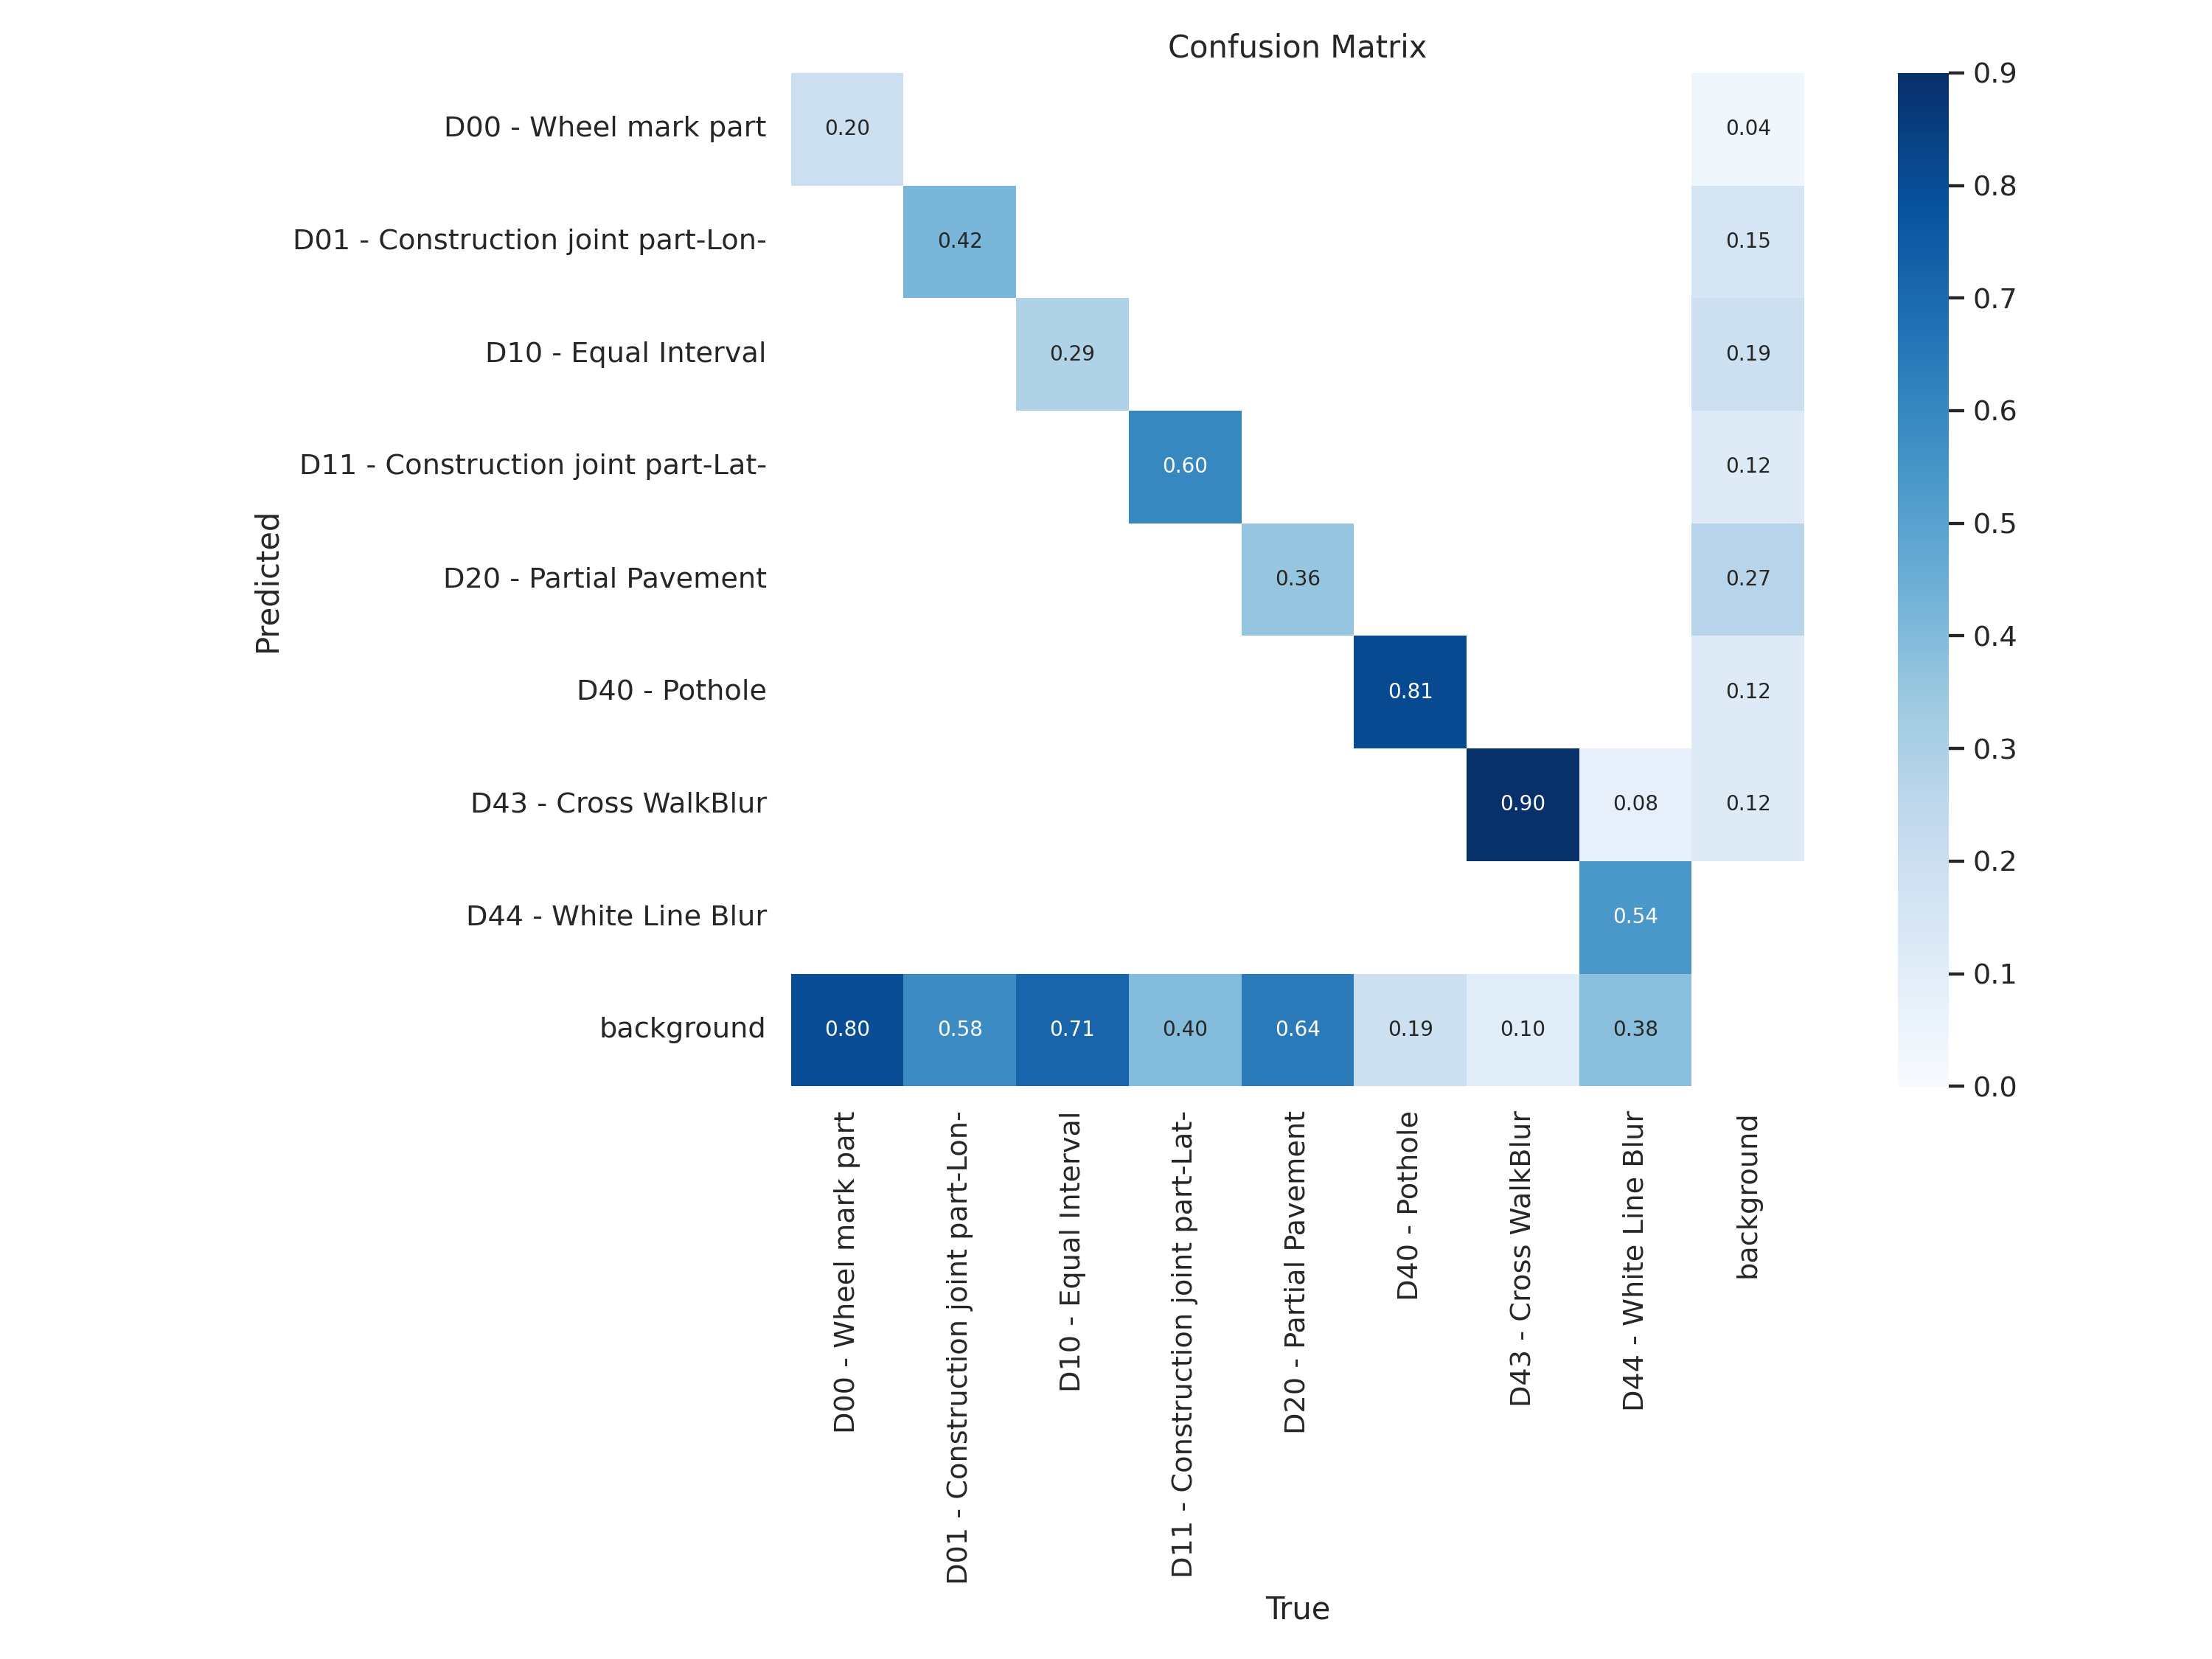 Confusion Matrix
D00 - Wheel mark part
0.20
0.04
D01 - Construction joint part-Lon-
0.42
0.15
D10 - Equal Interval
0.29
0.19
D11 - Construction joint part-Lat-
0.60
0.12
D20 - Partial Pavement
0.36
0.27
D40 - Pothole
0.81
0.12
D43 - Cross WalkBlur
0.90
0.08
0.12
D44 - White Line Blur
0.54
background
0.80
0.58
0.71
0.40
0.64
0.19
0.10
0.38
Predicted
D00 - Wheel mark part
D01 - Construction joint part-Lon-
D10 - Equal Interval
D11 - Construction joint part-Lat-
D20 - Partial Pavement
D40 - Pothole
D43 - Cross WalkBlur
D44 - White Line Blur
background
True
0.9
0.8
0.7
0.6
0.5
0.4
0.3
0.2
0.1
0.0